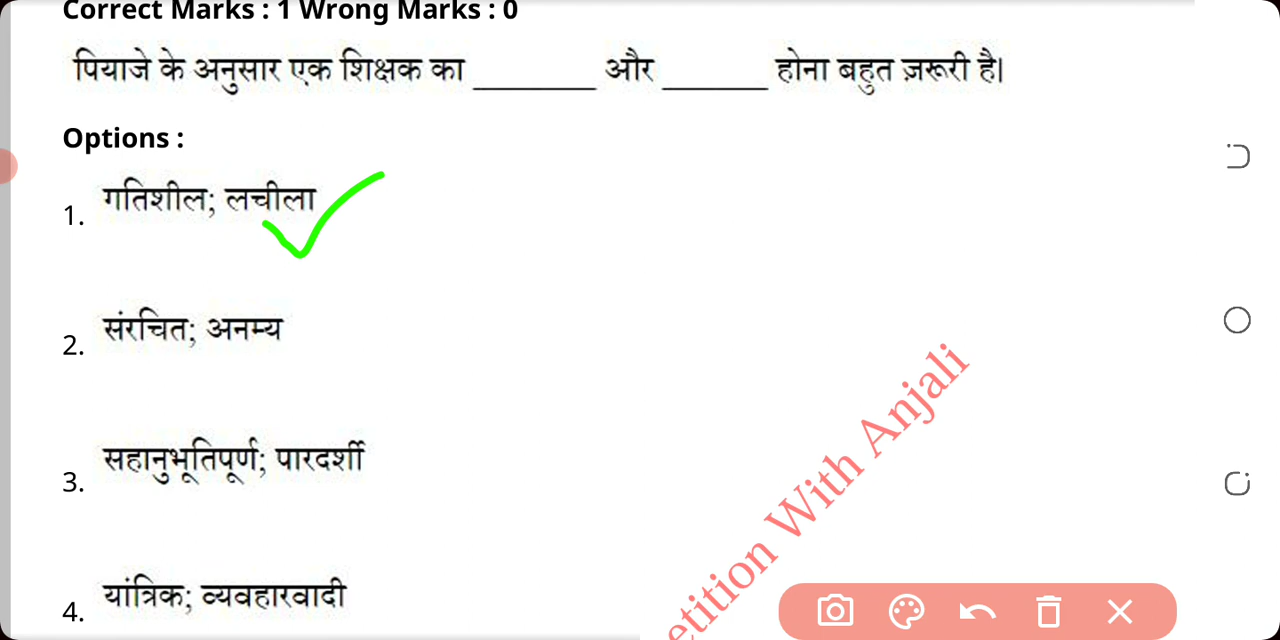 Correct Marks : 1 Wrong Marks : 0
पियाजे के अनुसार एक शिक्षक का ________ और _______ होना बहुत ज़रूरी है।
Options :
1. गतिशील; लचीला
2. संरचित; अनम्य
3. सहानुभूतिपूर्ण; पारदर्शी
4. यांत्रिक; व्यवहारवादी
etition With Anjali